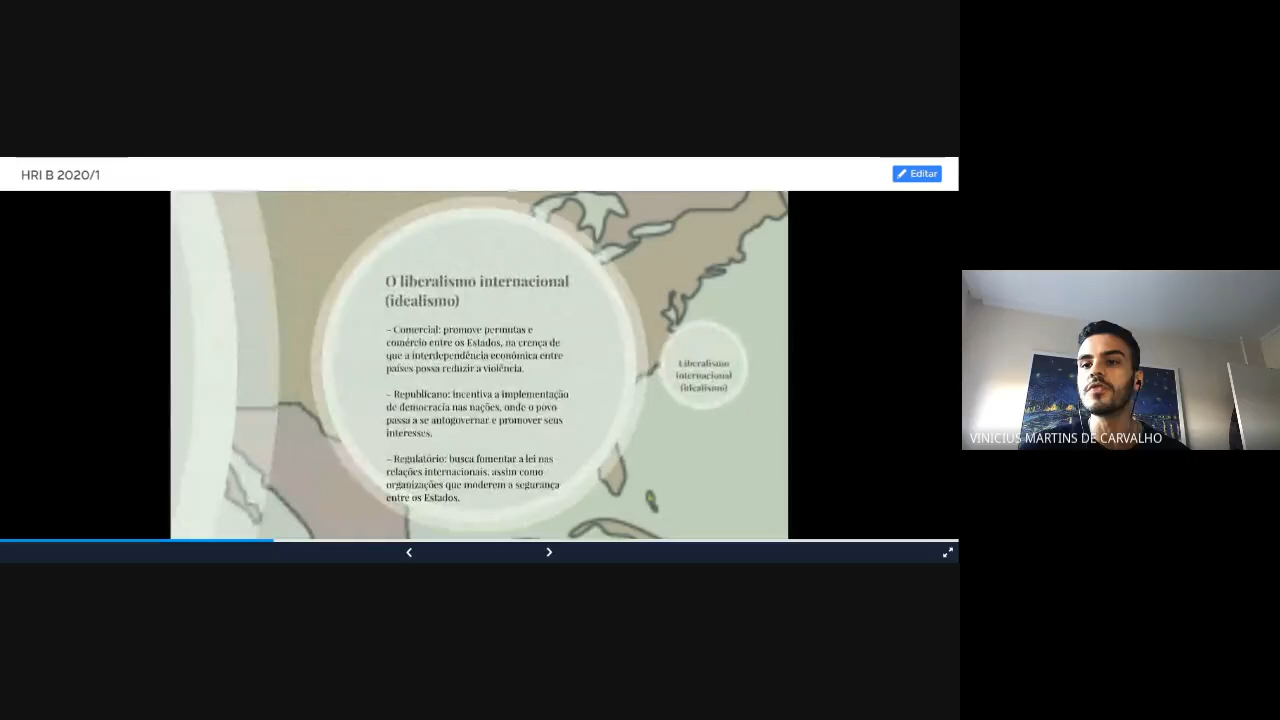 HRI B 2020/1
Editar
O liberalismo internacional
(idealismo)
– Comercial: promove permutas e
comércio entre os Estados, na crença de
que a interdependência econômica entre
países possa reduzir a violência.
– Republicano: incentiva a implementação
de democracia nas nações, onde o povo
passa a se autogovernar e promover seus
interesses.
– Regulatório: busca fomentar a lei nas
relações internacionais, assim como
organizações que moderem a segurança
entre os Estados.
Liberalismo
internacional
(idealismo)
VINICIUS MARTINS DE CARVALHO